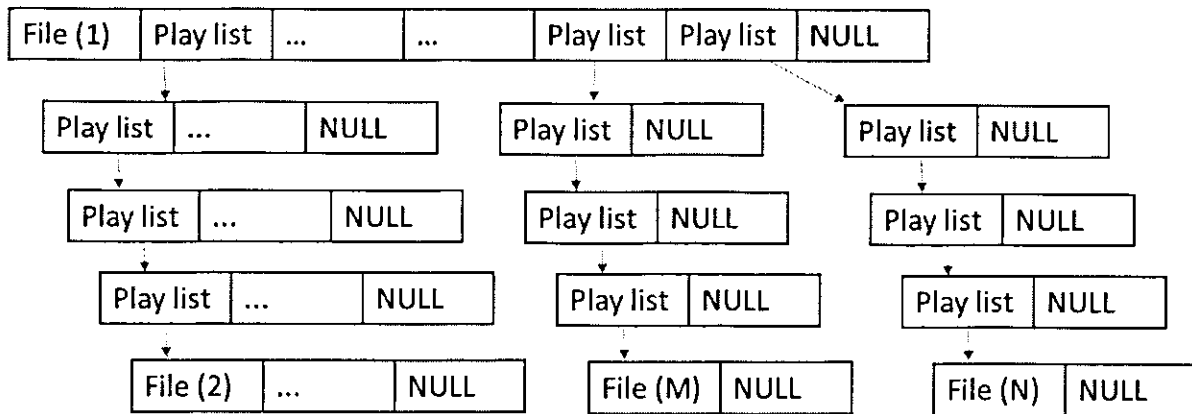 File (1) Play list ... ... Play list Play list NULL
Play list ... NULL Play list NULL Play list NULL
Play list ... NULL Play list NULL Play list NULL
Play list ... NULL Play list NULL Play list NULL
File (2) ... NULL File (M) NULL File (N) NULL